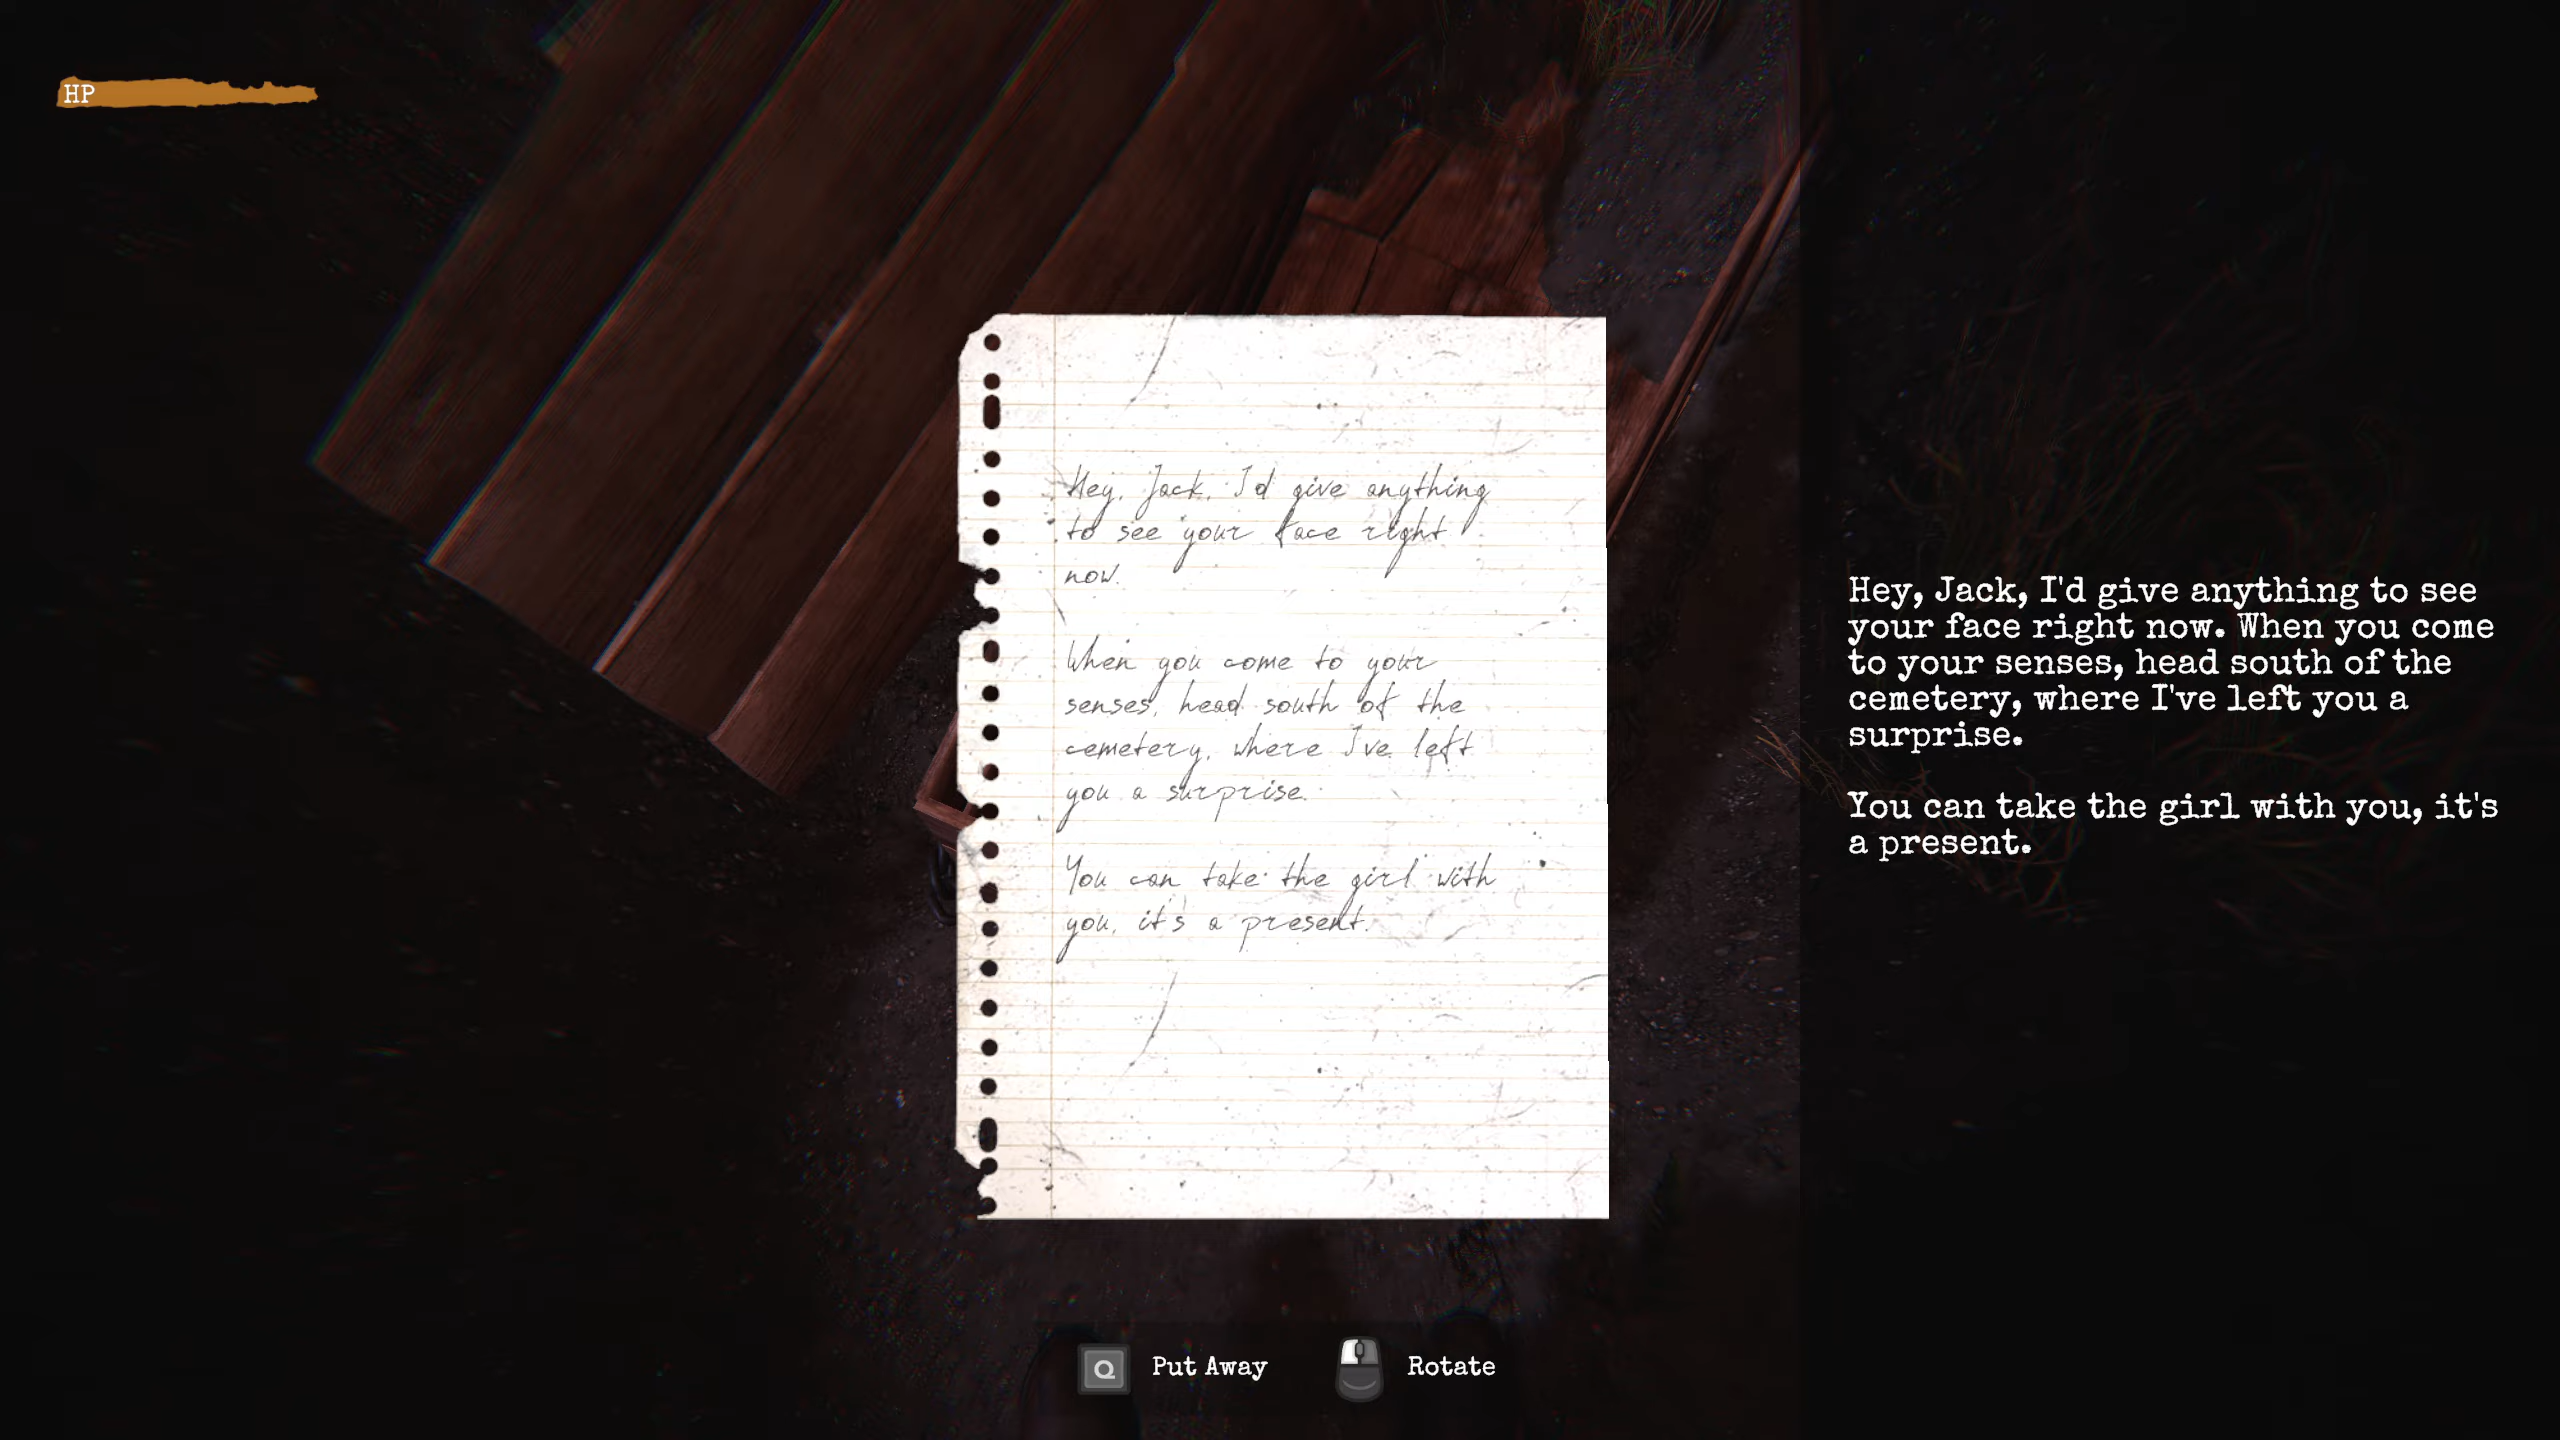 HP
Hey, Jack, I'd give anything
to see your face right
now.
When you come to your
senses, head south of the
cemetery, where I've left
you a surprise.
You can take the girl with
you, it's a present.
Hey, Jack, I'd give anything to see
your face right now. When you come
to your senses, head south of the
cemetery, where I've left you a
surprise.
You can take the girl with you, it's
a present.
Q Put Away Rotate